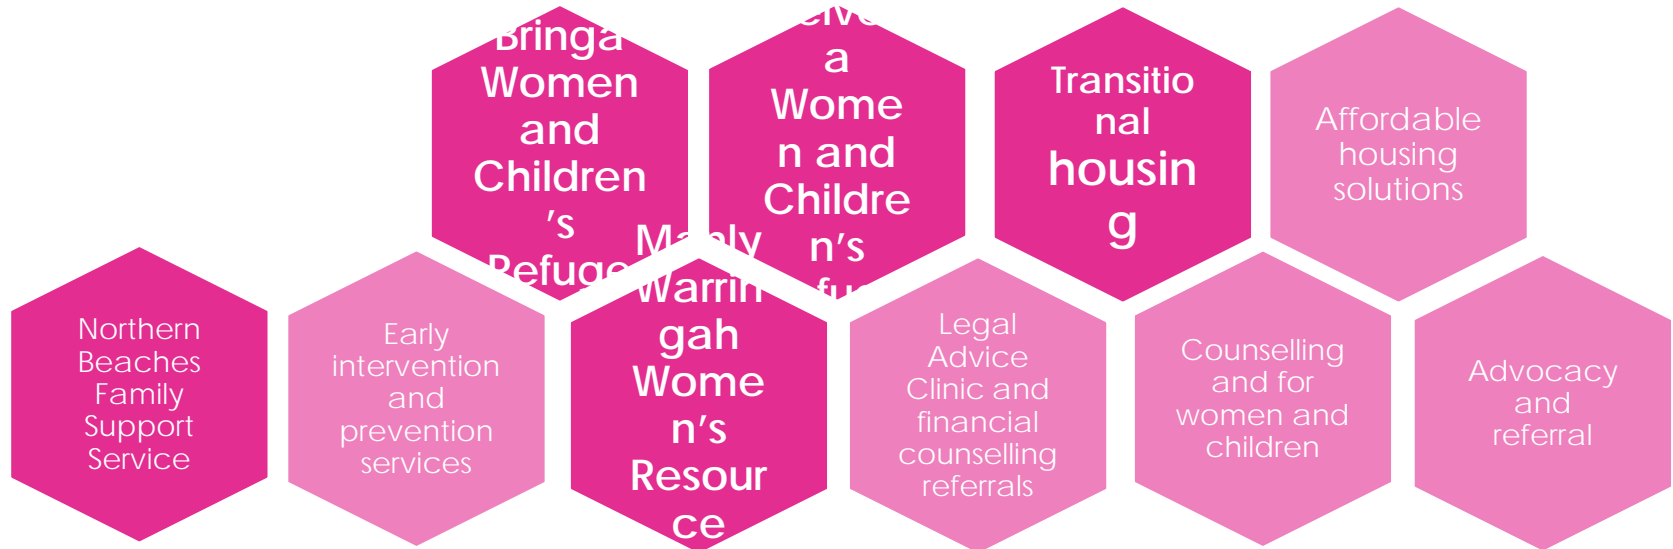 Bringa
Women
and
Children
's
Refuge
a
Wome
n and
Childre
n's
Transitio
nal
housin
g
Affordable
housing
solutions
Northern
Beaches
Family
Support
Service
Early
intervention
and
prevention
services
Manly
Warrin
gah
Wome
n's
Resour
ce
Legal
Advice
Clinic and
financial
counselling
referrals
Counselling
and for
women and
children
Advocacy
and
referral